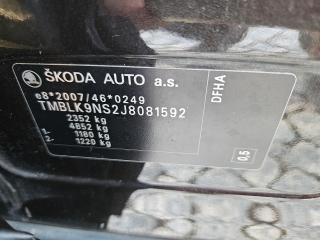 ŠKODA AUTO a.s.
e8*2007/46*0249
TMBLK9NS2J8081592
2352 kg
4852 kg
1- 1180 kg
2- 1220 kg
DFHA
0,5